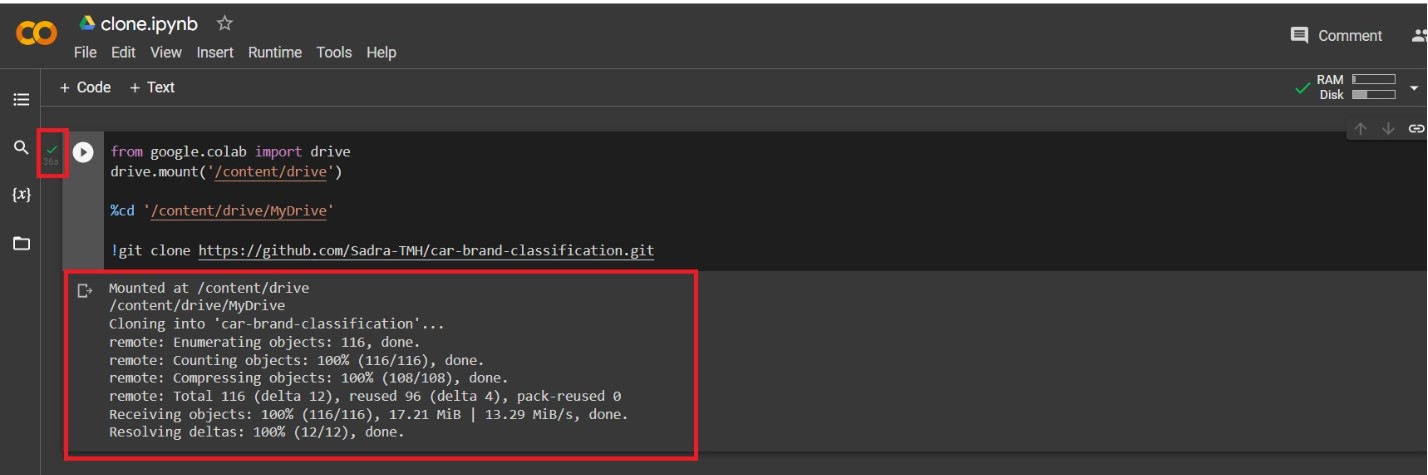 clone.ipynb
File Edit View Insert Runtime Tools Help
Comment
+ Code + Text
RAM
Disk
36s
{x}
from google.colab import drive
drive.mount('/content/drive')
%cd '/content/drive/MyDrive'
!git clone https://github.com/Sadra-TMH/car-brand-classification.git
Mounted at /content/drive
/content/drive/MyDrive
Cloning into 'car-brand-classification'...
remote: Enumerating objects: 116, done.
remote: Counting objects: 100% (116/116), done.
remote: Compressing objects: 100% (108/108), done.
remote: Total 116 (delta 12), reused 96 (delta 4), pack-reused 0
Receiving objects: 100% (116/116), 17.21 MiB | 13.29 MiB/s, done.
Resolving deltas: 100% (12/12), done.